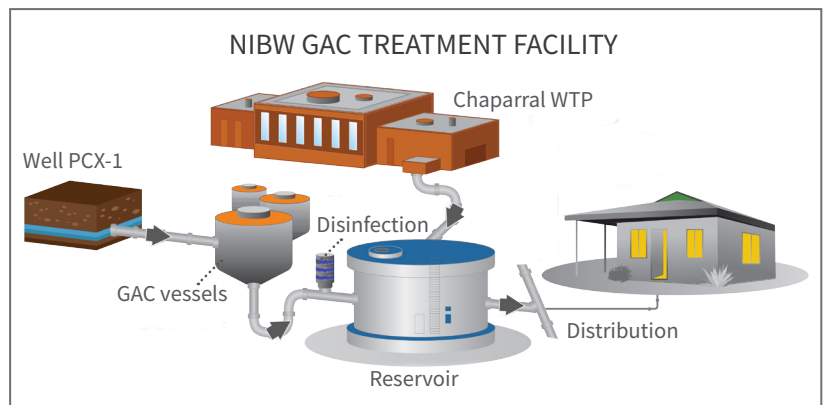 NIBW GAC TREATMENT FACILITY
Chaparral WTP
Well PCX-1
Disinfection
GAC vessels
Distribution
Reservoir